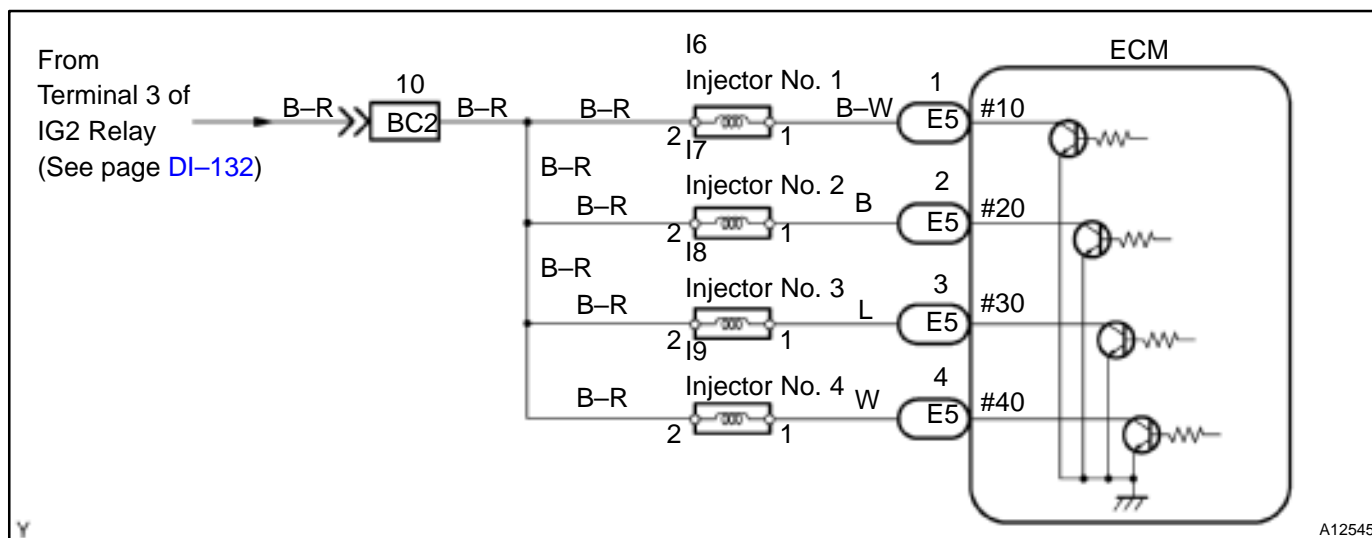 From
Terminal 3 of
IG2 Relay
(See page DI–132)
B–R
10
BC2
B–R
B–R
I6
Injector No. 1
2
1
B–W
1
E5
#10
ECM
B–R
B–R
I7
Injector No. 2
2
1
B
2
E5
#20
B–R
B–R
I8
Injector No. 3
2
1
L
3
E5
#30
B–R
I9
Injector No. 4
2
1
W
4
E5
#40
Y
A12545